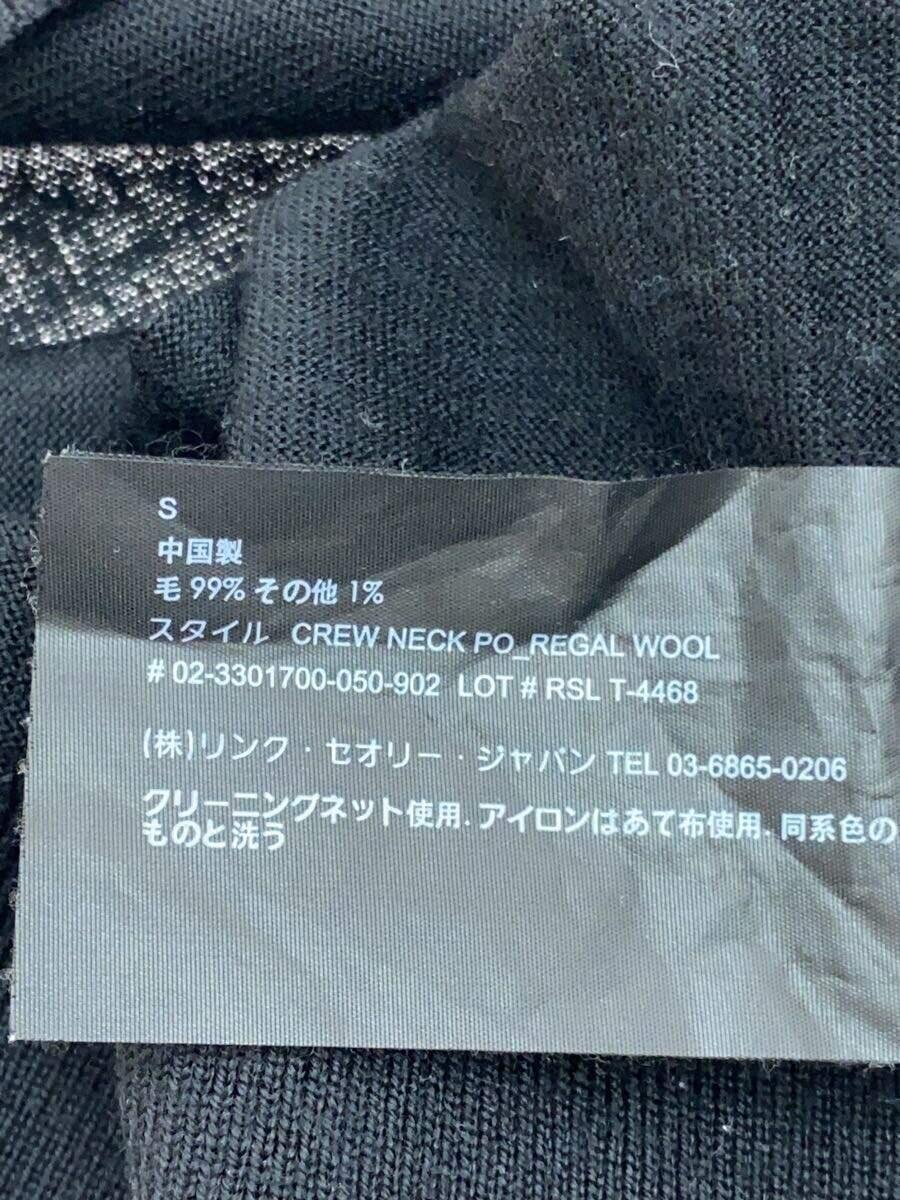 S
中国製
毛 99% その他 1%
スタイル CREW NECK PO_REGAL WOOL
# 02-3301700-050-902 LOT # RSL T-4468
(株)リンク・セオリー・ジャパン TEL 03-6865-0206
クリーニングネット使用.アイロンはあて布使用.同系色の
ものと洗う